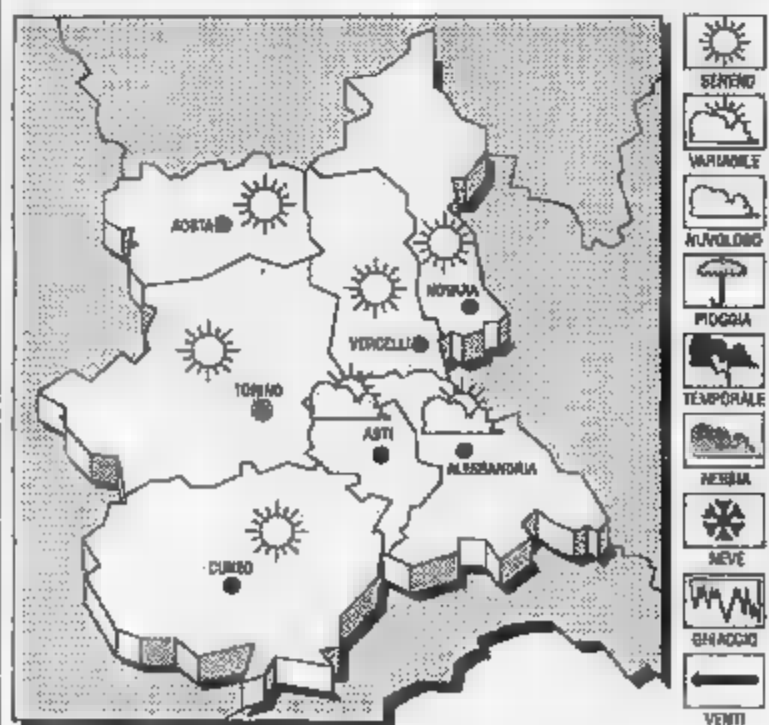 SERENO
VARIABILE
NUVOLOSO
PIOGGIA
TEMPORALE
NEBBIA
NEVE
GHIACCIO
VENTI
AOSTA
NOVARA
VERCELLI
TORINO
ASTI
ALESSANDRIA
CUNEO